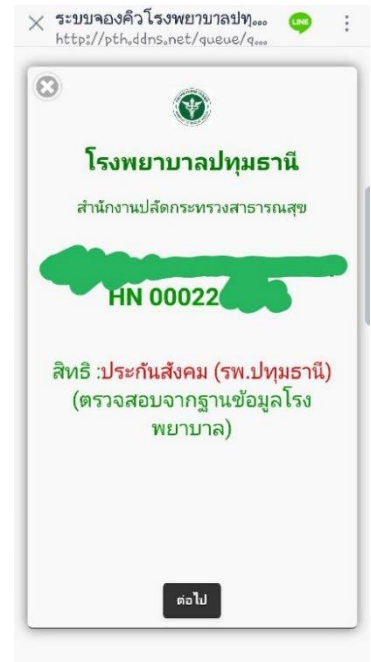 ระบบจองคิวโรงพยาบาลปทุ...
http://pth.ddns.net/queue/q...
LINE
โรงพยาบาลปทุมธานี
สำนักงานปลัดกระทรวงสาธารณสุข
HN 00022
สิทธิ :ประกันสังคม (รพ.ปทุมธานี)
(ตรวจสอบจากฐานข้อมูลโรง
พยาบาล)
ต่อไป